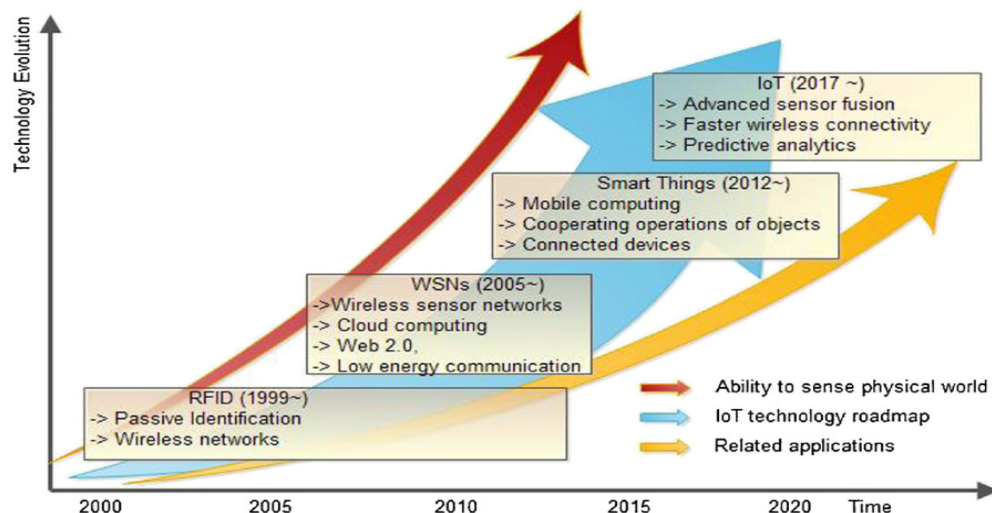 Technology Evolution
IoT (2017 ~)
-> Advanced sensor fusion
-> Faster wireless connectivity
-> Predictive analytics
Smart Things (2012~)
-> Mobile computing
-> Cooperating operations of objects
-> Connected devices
WSNs (2005~)
->Wireless sensor networks
-> Cloud computing
-> Web 2.0,
-> Low energy communication
RFID (1999~)
-> Passive Identification
-> Wireless networks
Ability to sense physical world
IoT technology roadmap
Related applications
2000 2005 2010 2015 2020 Time